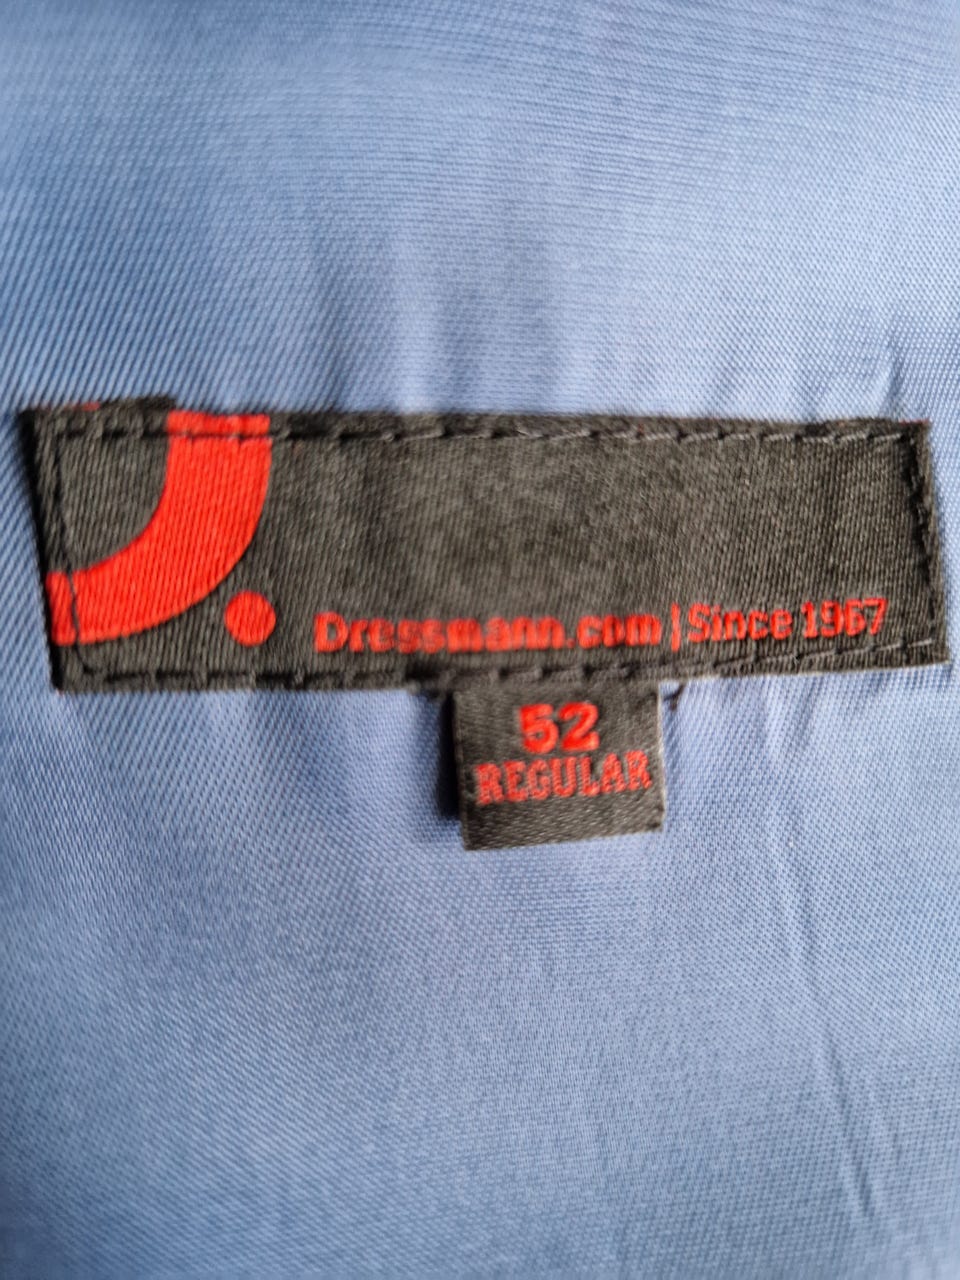 Dressmann.com | Since 1967
52
REGULAR